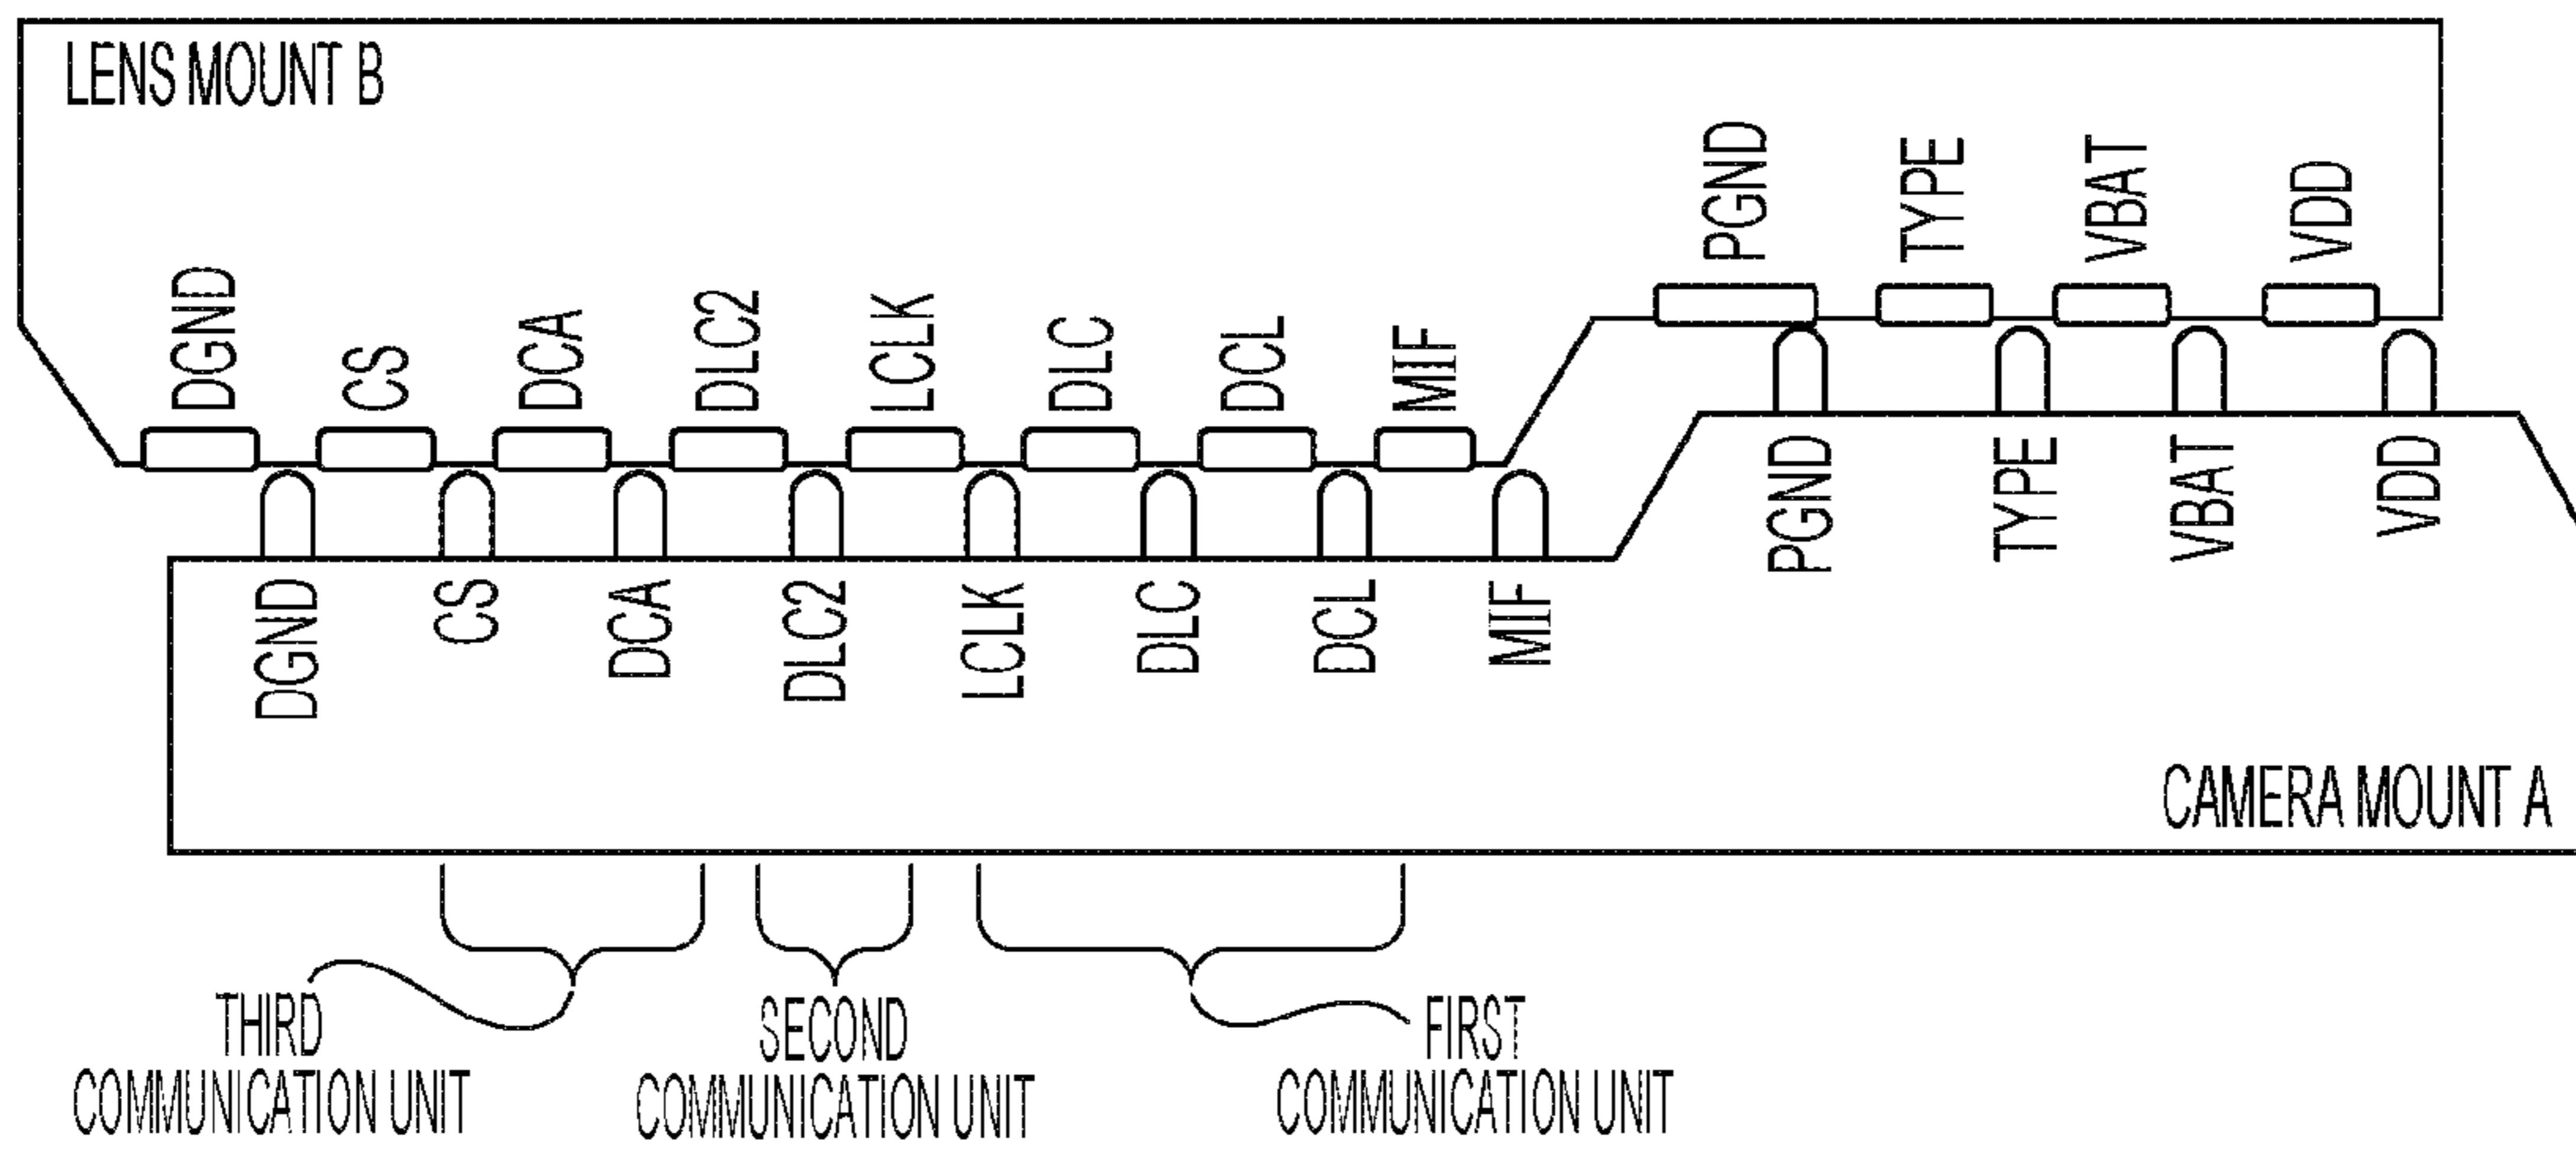 LENS MOUNT B
PGND
TYPE
VBAT
VDD
DGND
CS
DCA
DLC2
LCLK
DLC
DCL
MIF
PGND
TYPE
VBAT
VDD
DGND
CS
DCA
DLC2
LCLK
DLC
DCL
MIF
CAMERA MOUNT A
THIRD
COMMUNICATION UNIT
SECOND
COMMUNICATION UNIT
FIRST
COMMUNICATION UNIT